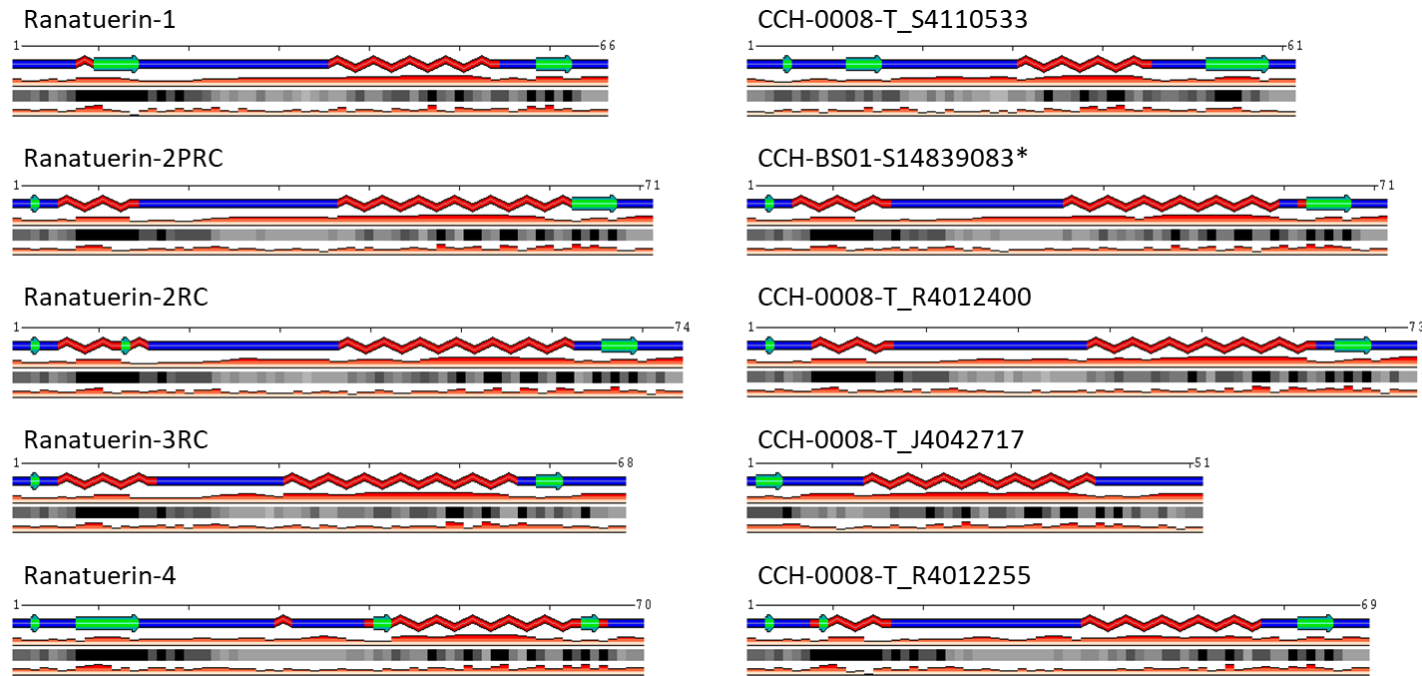 Ranatuerin-1
1 66
CCH-0008-T_S4110533
1 61
Ranatuerin-2PRC
1 71
CCH-BS01-S14839083*
1 71
Ranatuerin-2RC
1 74
CCH-0008-T_R4012400
1 73
Ranatuerin-3RC
1 68
CCH-0008-T_J4042717
1 51
Ranatuerin-4
1 70
CCH-0008-T_R4012255
1 69